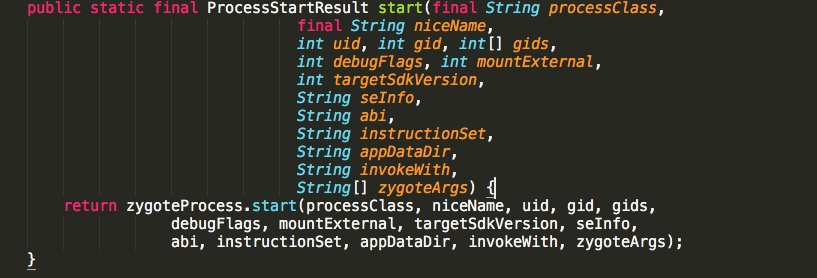 public static final ProcessStartResult start(final String processClass,
final String niceName,
int uid, int gid, int[] gids,
int debugFlags, int mountExternal,
int targetSdkVersion,
String seInfo,
String abi,
String instructionSet,
String appDataDir,
String invokeWith,
String[] zygoteArgs) {
return zygoteProcess.start(processClass, niceName, uid, gid, gids,
debugFlags, mountExternal, targetSdkVersion, seInfo,
abi, instructionSet, appDataDir, invokeWith, zygoteArgs);
}